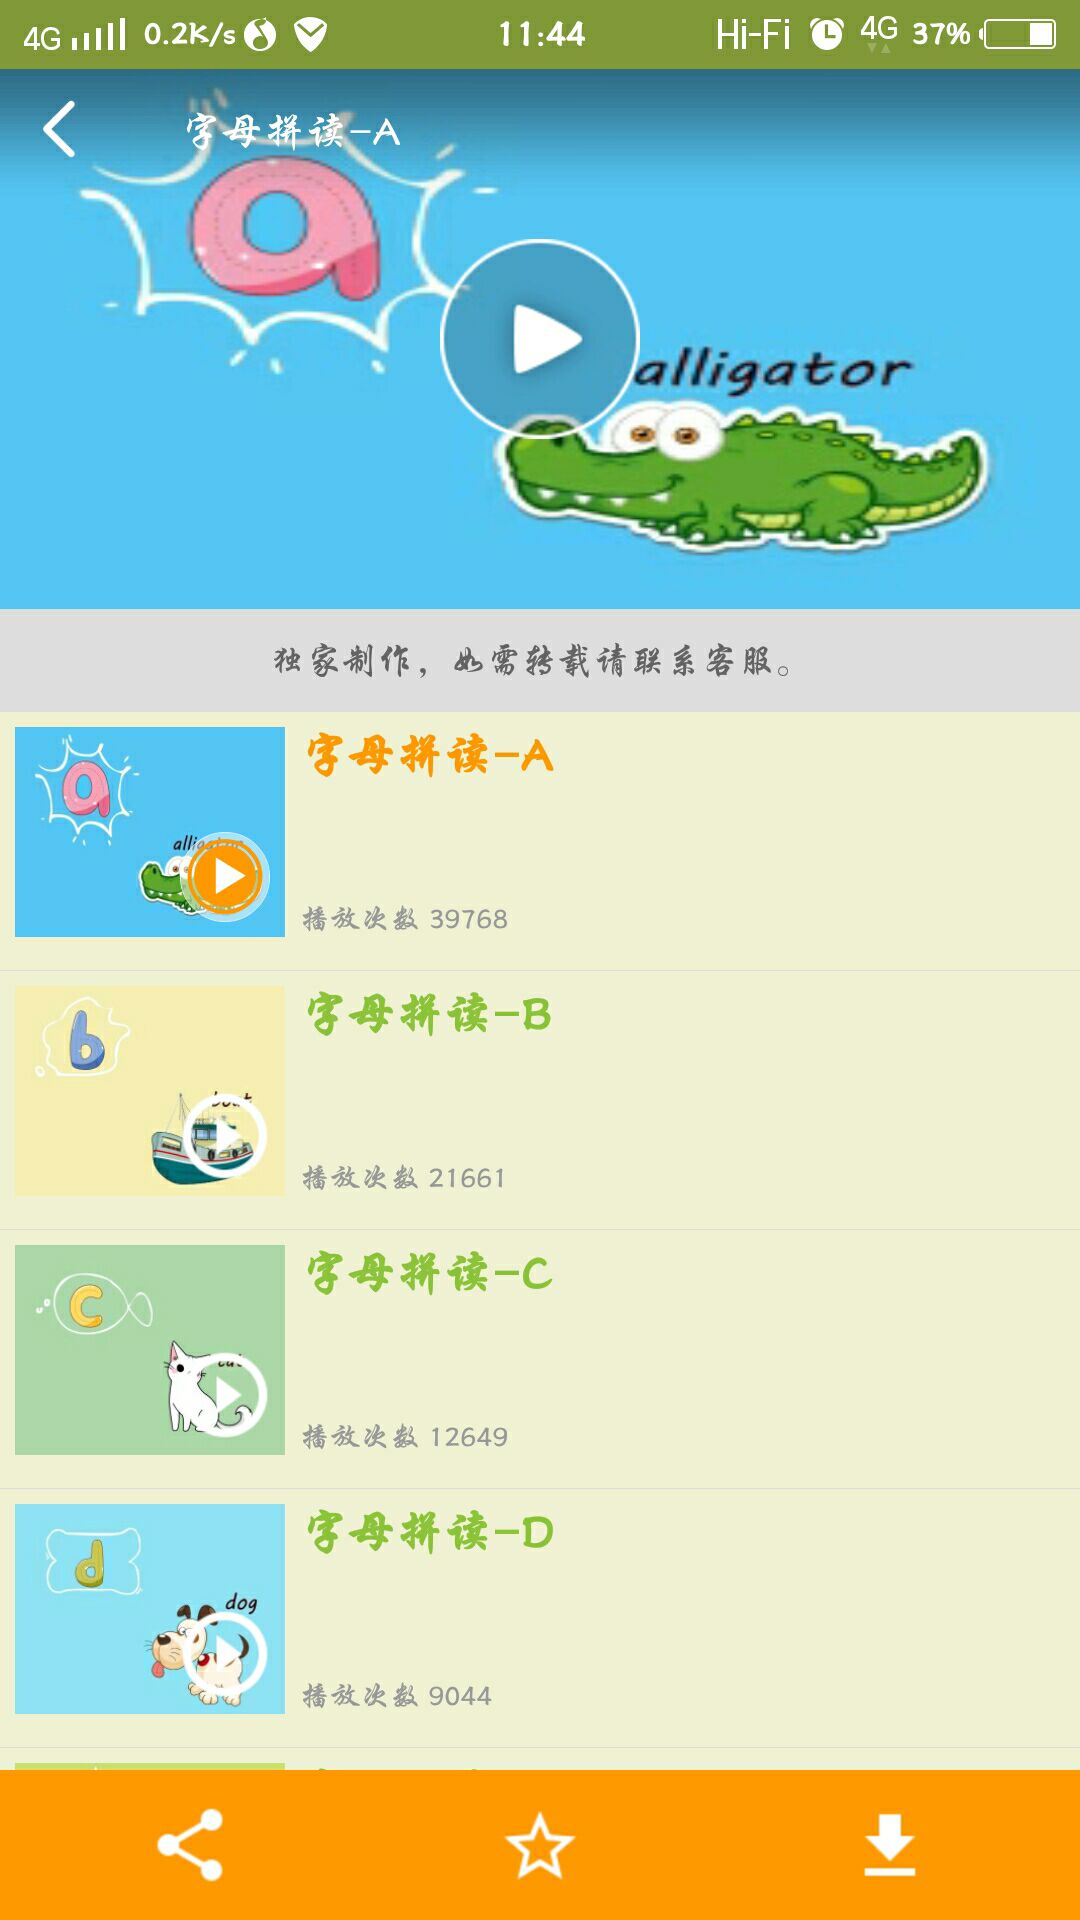 4G 0.2K/s 11:44 Hi-Fi 4G 37%
字母拼读-A
a
alligator
独家制作，如需转载请联系客服。
a
字母拼读-A
alligator
播放次数 39768
b
字母拼读-B
boat
播放次数 21661
c
字母拼读-C
cat
播放次数 12649
d
字母拼读-D
dog
播放次数 9044